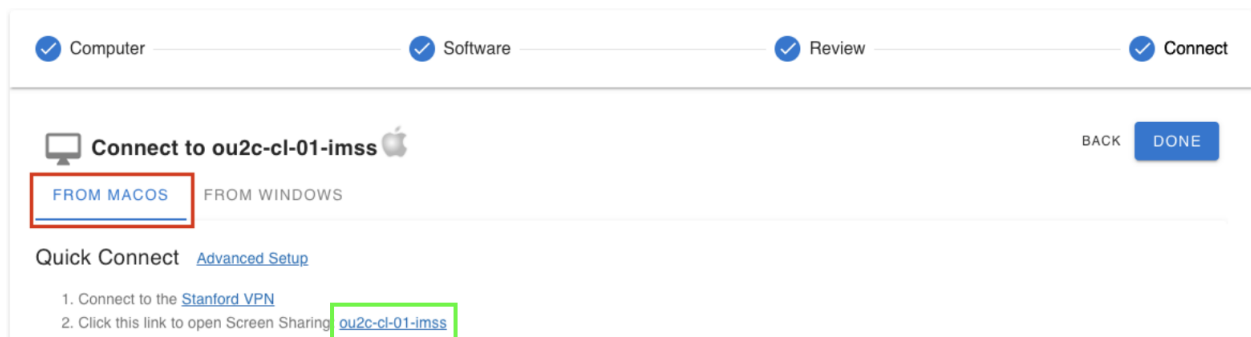 Computer Software Review Connect
Connect to ou2c-cl-01-imss
BACK DONE
FROM MACOS FROM WINDOWS
Quick Connect Advanced Setup
1. Connect to the Stanford VPN
2. Click this link to open Screen Sharing ou2c-cl-01-imss